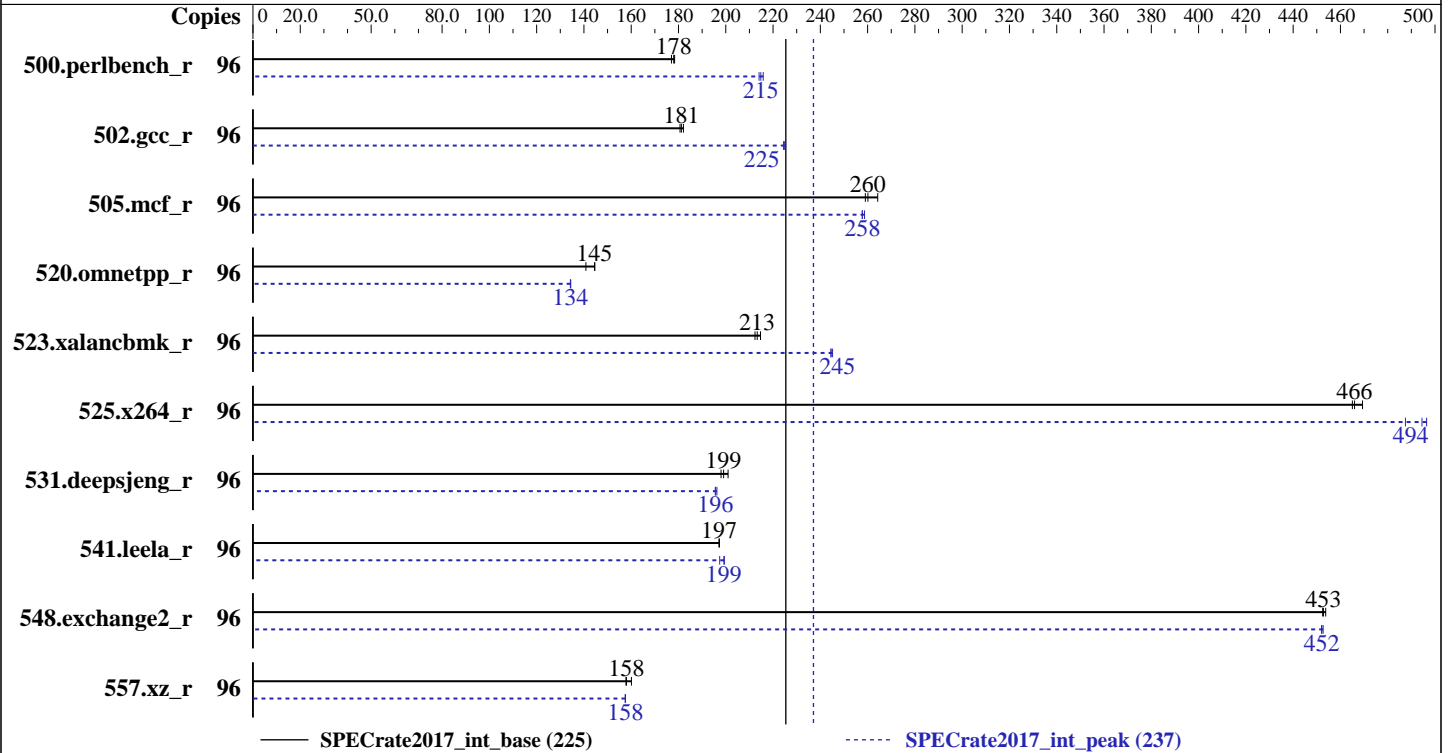 Copies 0 20.0 50.0 80.0 100 120 140 160 180 200 220 240 260 280 300 320 340 360 380 400 420 440 460 500
178
500.perlbench_r 96
215
181
502.gcc_r 96
225
260
505.mcf_r 96
258
145
520.omnetpp_r 96
134
213
523.xalancbmk_r 96
245
466
525.x264_r 96
494
199
531.deepsjeng_r 96
196
197
541.leela_r 96
199
453
548.exchange2_r 96
452
158
557.xz_r 96
158
SPECrate2017_int_base (225) SPECrate2017_int_peak (237)